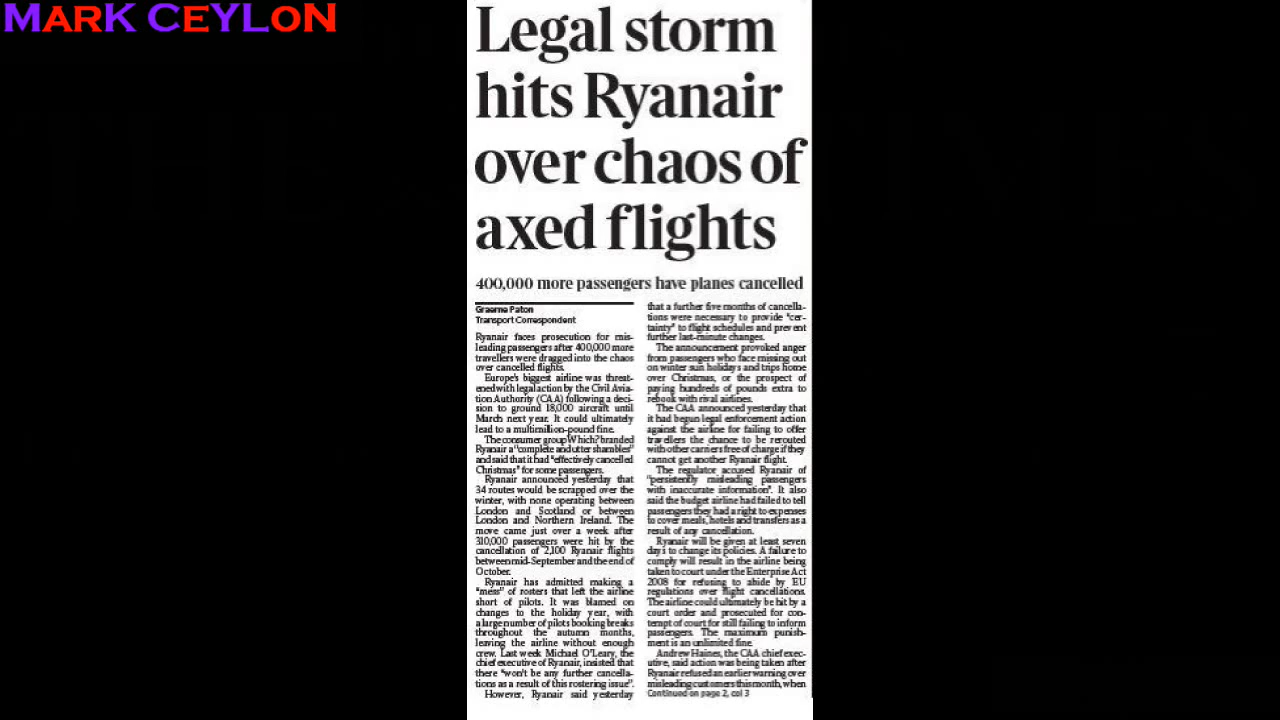 MARK CEYLON
Legal storm
hits Ryanair
over chaos of
axed flights
400,000 more passengers have planes cancelled
Graeme Paton
Transport Correspondent
Ryanair faces prosecution for mis-
leading passengers after 400,000 more
travellers were dragged into the chaos
over cancelled flights.
Europe's biggest airline was threat-
ened with legal action by the Civil Avia-
tion Authority (CAA) following a deci-
sion to ground 18,000 aircraft until
March next year. It could ultimately
lead to a multimillion-pound fine.
The consumer group Which? branded
Ryanair a "complete and utter shambles"
and said that it had "effectively cancelled
Christmas" for some passengers.
Ryanair announced yesterday that
34 routes would be scrapped over the
winter, with none operating between
London and Scotland or between
London and Northern Ireland. The
move came just over a week after
310,000 passengers were hit by the
cancellation of 2,100 Ryanair flights
between mid-September and the end of
October.
Ryanair has admitted making a
"mess" of rosters that left the airline
short of pilots. It was blamed on
changes to the holiday year, with
a large number of pilots booking breaks
throughout the autumn months,
leaving the airline without enough
crew. Last week Michael O'Leary, the
chief executive of Ryanair, insisted that
there "won't be any further cancella-
tions as a result of this rostering issue".
However, Ryanair said yesterday
that a further five months of cancella-
tions were necessary to provide "cer-
tainty" to flight schedules and prevent
further last-minute changes.
The announcement provoked anger
from passengers who face missing out
on winter sun holidays and trips home
over Christmas, or the prospect of
paying hundreds of pounds extra to
rebook with rival airlines.
The CAA announced yesterday that
it had begun legal enforcement action
against the airline for failing to offer
travellers the chance to be rerouted
with other carriers free of charge if they
cannot get another Ryanair flight.
The regulator accused Ryanair of
"persistently misleading passengers
with inaccurate information". It also
said the budget airline had failed to tell
passengers they had a right to expenses
to cover meals, hotels and transfers as a
result of any cancellation.
Ryanair will be given at least seven
days to change its policies. A failure to
comply will result in the airline being
taken to court under the Enterprise Act
2008 for refusing to abide by EU
regulations over flight cancellations.
The airline could ultimately be hit by a
court order and prosecuted for con-
tempt of court for still failing to inform
passengers. The maximum punish-
ment is an unlimited fine.
Andrew Haines, the CAA chief exec-
utive, said action was being taken after
Ryanair refused an earlier warning over
misleading customers this month, when
Continued on page 2, col 3